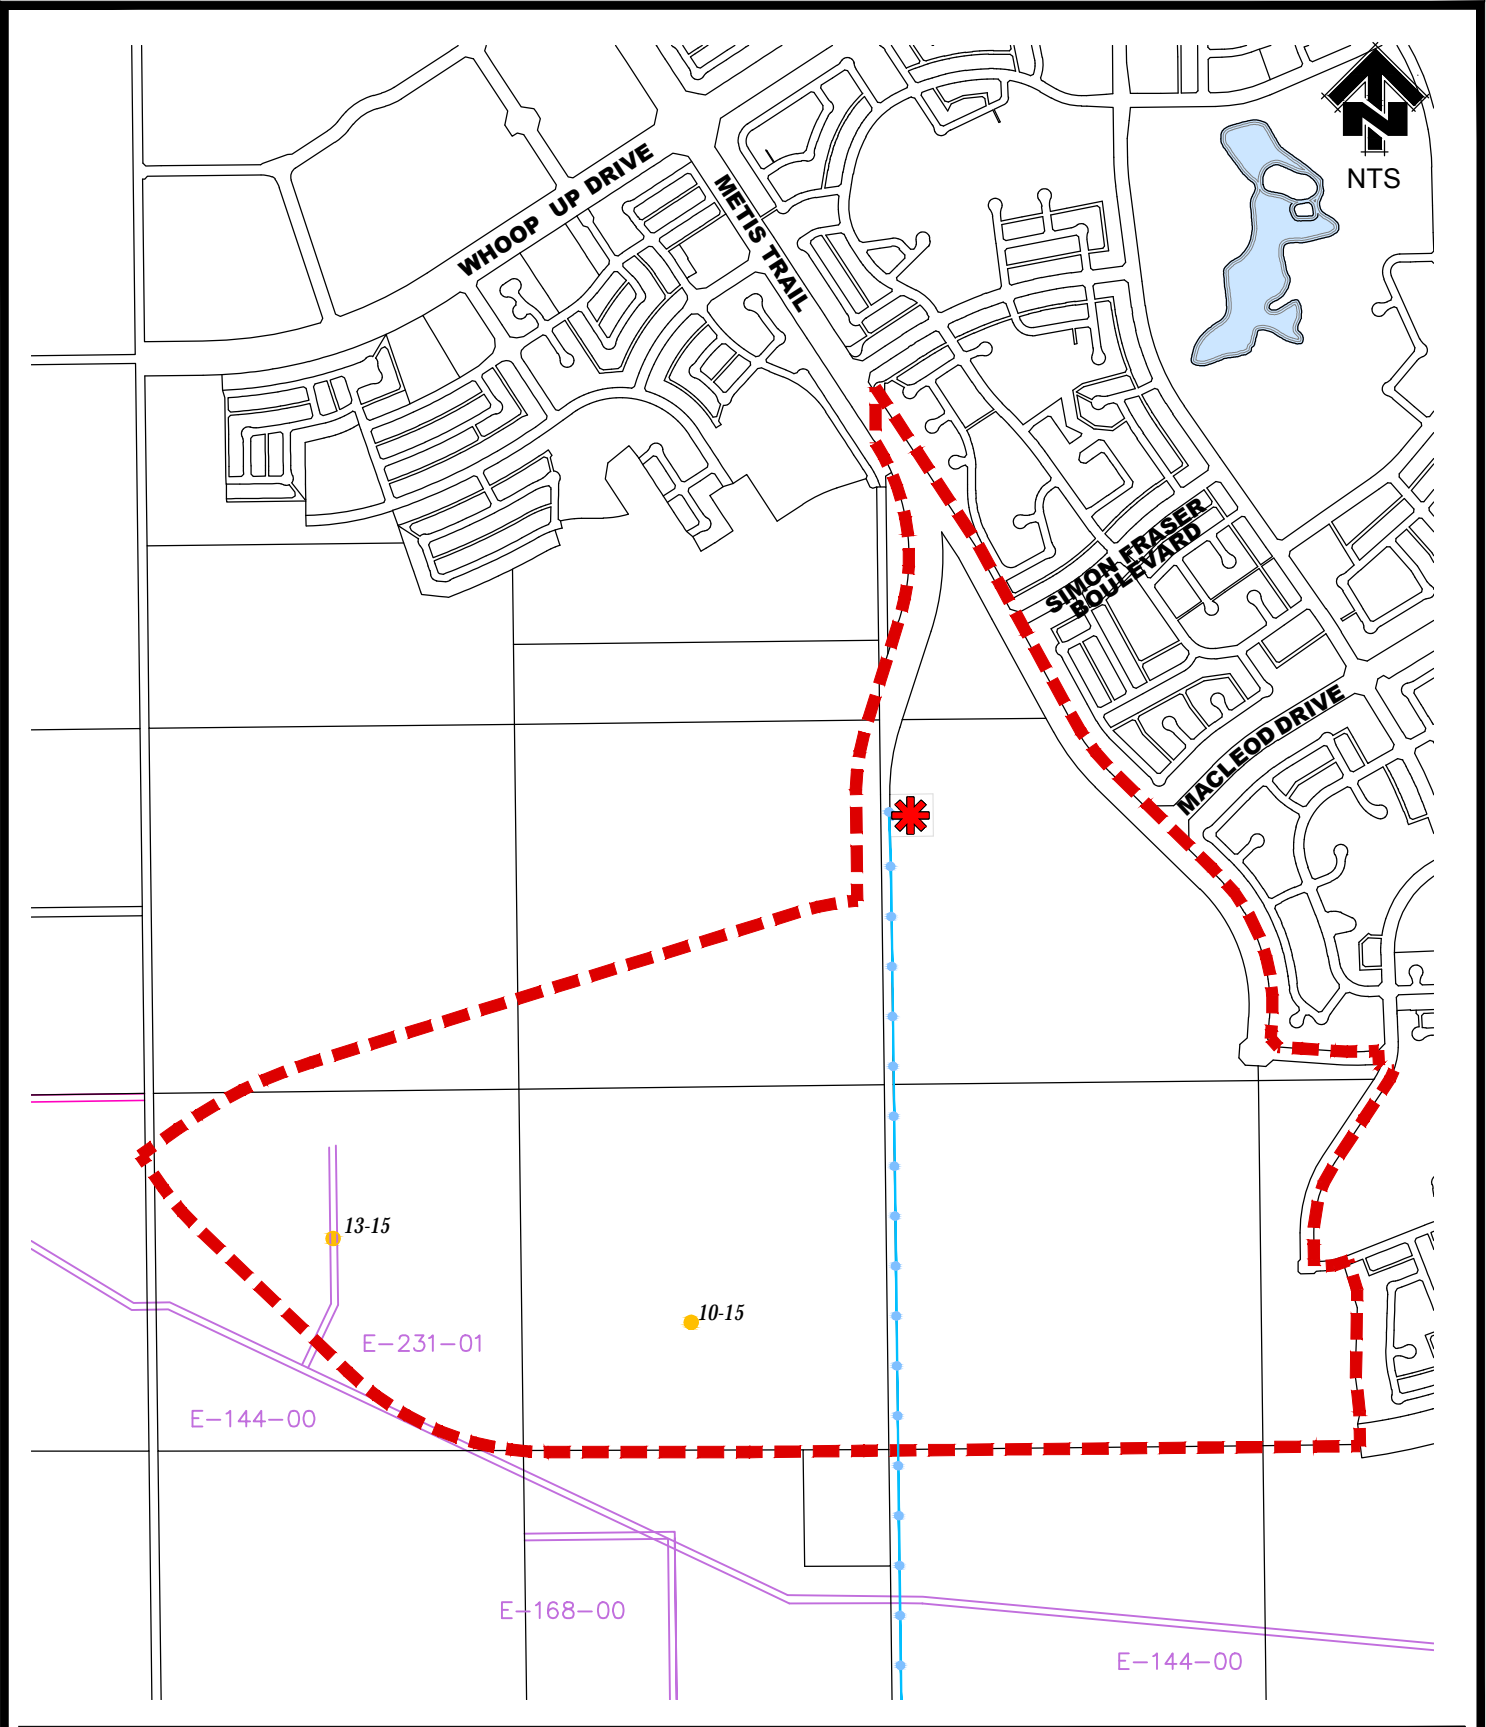 N
NTS
WHOOP UP DRIVE
METIS TRAIL
SIMON FRASER
BOULEVARD
MACLEOD DRIVE
13-15
10-15
E-231-01
E-144-00
E-168-00
E-144-00